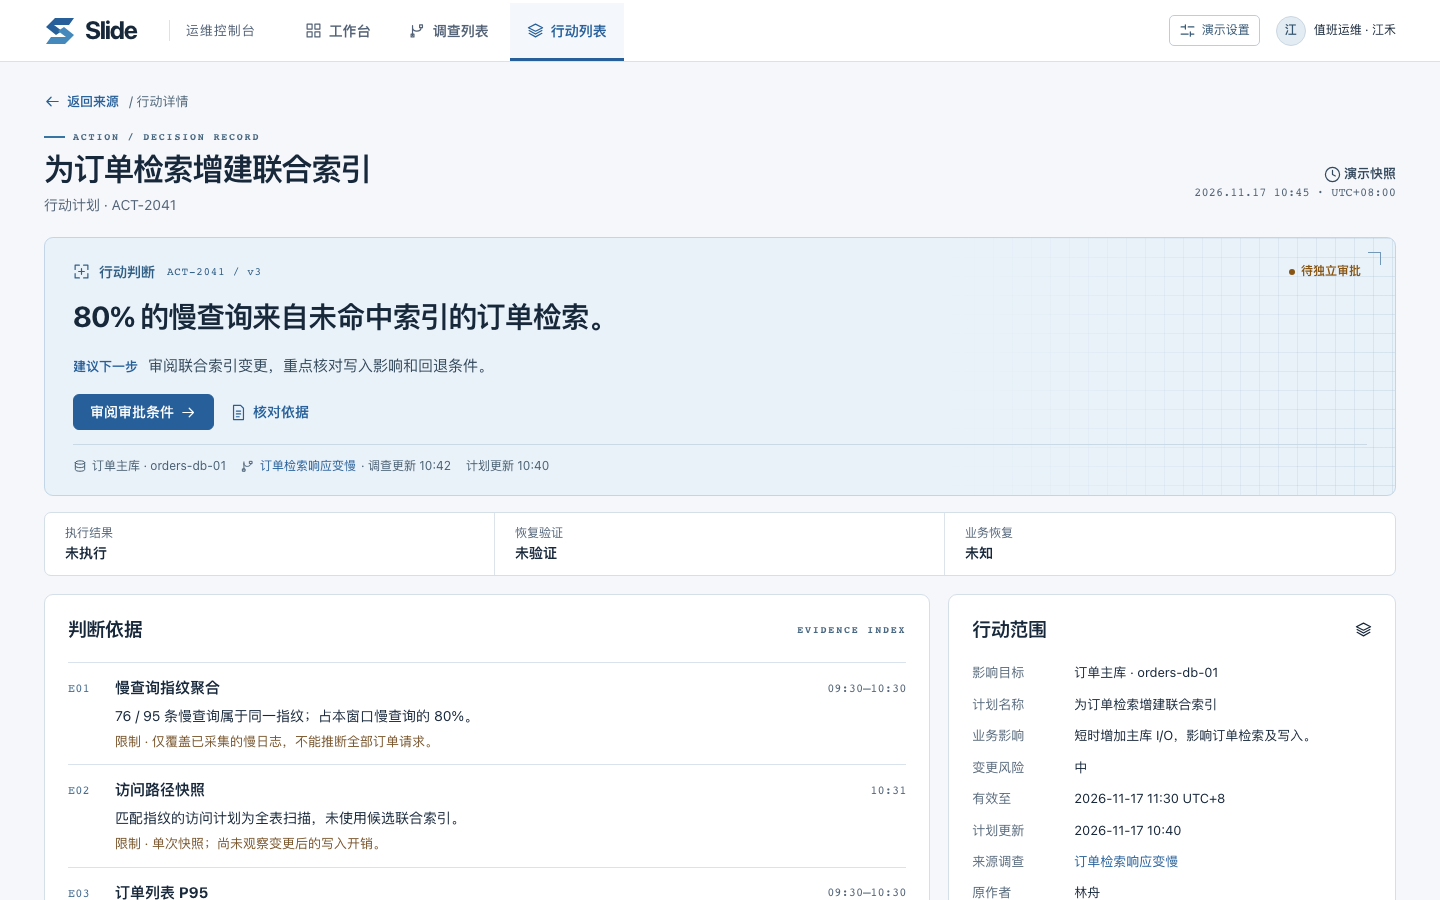 Slide
运维控制台
工作台
调查列表
行动列表
演示设置
江
值班运维 · 江禾
返回来源 / 行动详情
ACTION / DECISION RECORD
为订单检索增建联合索引
行动计划 · ACT-2041
演示快照
2026.11.17 10:45 • UTC+08:00
行动判断 ACT-2041 / v3
待独立审批
80% 的慢查询来自未命中索引的订单检索。
建议下一步 审阅联合索引变更，重点核对写入影响和回退条件。
审阅审批条件 →
核对依据
订单主库 · orders-db-01 订单检索响应变慢 · 调查更新 10:42 计划更新 10:40
执行结果
未执行
恢复验证
未验证
业务恢复
未知
判断依据
EVIDENCE INDEX
E01 慢查询指纹聚合 09:30—10:30
76 / 95 条慢查询属于同一指纹；占本窗口慢查询的 80%。
限制 · 仅覆盖已采集的慢日志，不能推断全部订单请求。
E02 访问路径快照 10:31
匹配指纹的访问计划为全表扫描，未使用候选联合索引。
限制 · 单次快照；尚未观察变更后的写入开销。
E03 订单列表 P95 09:30—10:30
行动范围
影响目标 订单主库 · orders-db-01
计划名称 为订单检索增建联合索引
业务影响 短时增加主库 I/O，影响订单检索及写入。
变更风险 中
有效至 2026-11-17 11:30 UTC+8
计划更新 2026-11-17 10:40
来源调查 订单检索响应变慢
原作者 林舟